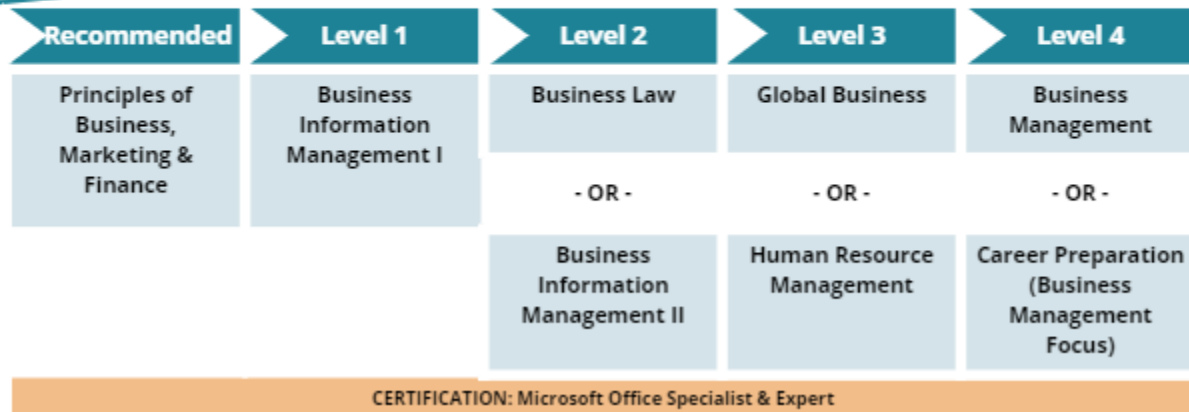 Recommended
Level 1
Level 2
Level 3
Level 4
Principles of
Business,
Marketing &
Finance
Business
Information
Management I
Business Law
- OR -
Business
Information
Management II
Global Business
- OR -
Human Resource
Management
Business
Management
- OR -
Career Preparation
(Business
Management
Focus)
CERTIFICATION: Microsoft Office Specialist & Expert